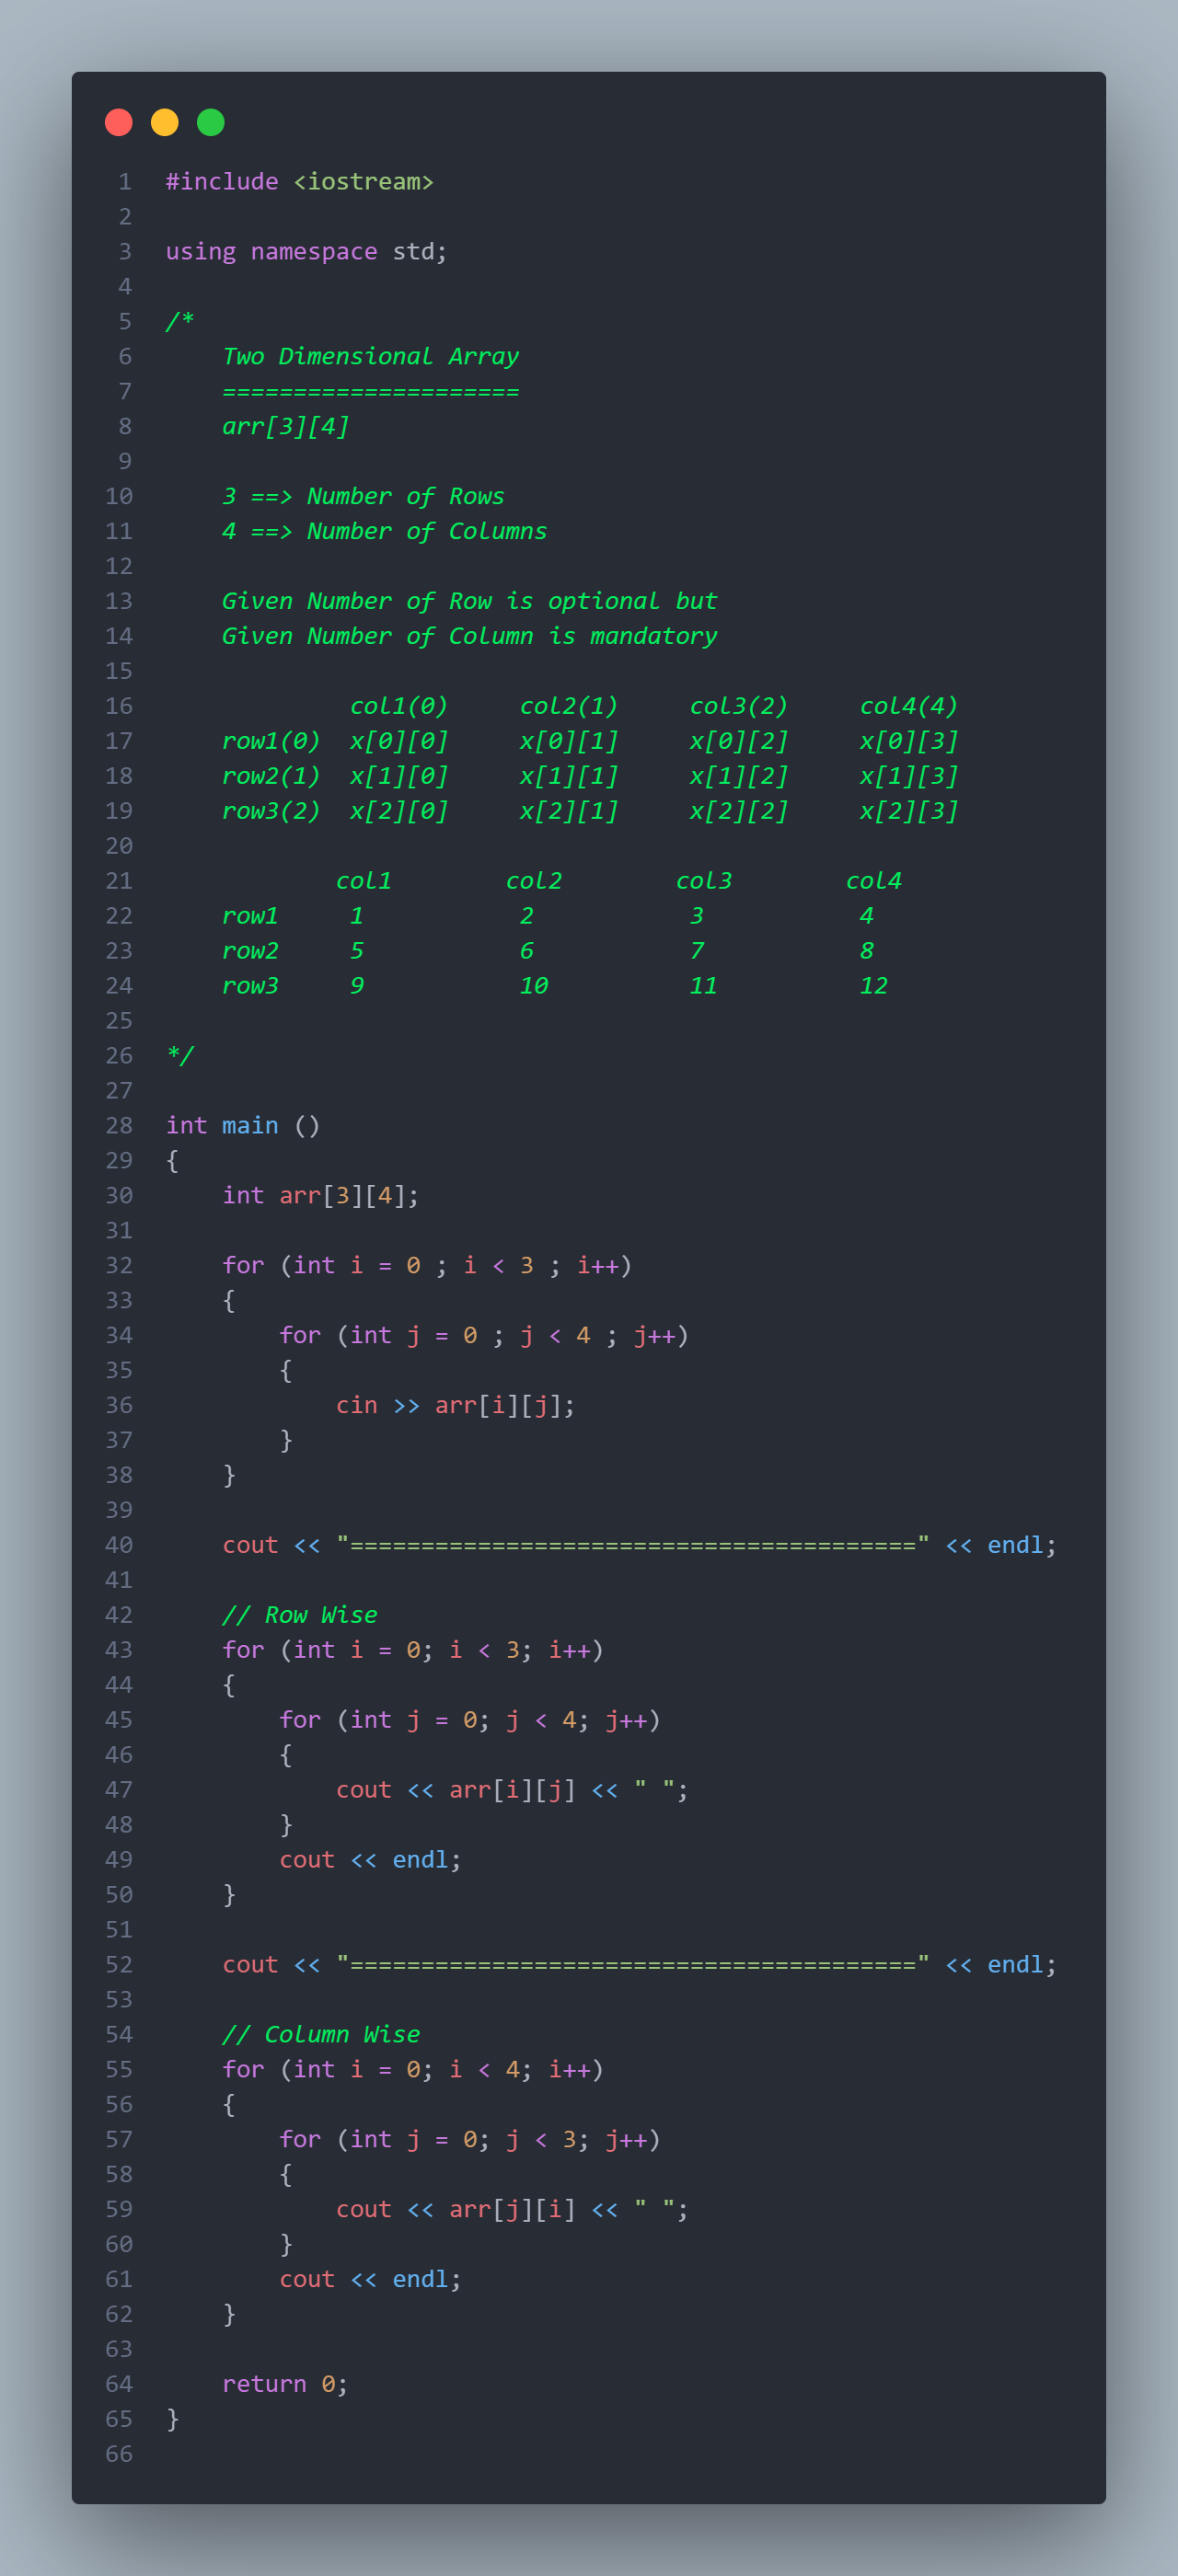 1 #include <iostream>
2
3 using namespace std;
4
5 /*
6     Two Dimensional Array
7     =====================
8     arr[3][4]
9
10     3 ==> Number of Rows
11     4 ==> Number of Columns
12
13     Given Number of Row is optional but
14     Given Number of Column is mandatory
15
16              col1(0)     col2(1)     col3(2)     col4(4)
17     row1(0)  x[0][0]     x[0][1]     x[0][2]     x[0][3]
18     row2(1)  x[1][0]     x[1][1]     x[1][2]     x[1][3]
19     row3(2)  x[2][0]     x[2][1]     x[2][2]     x[2][3]
20
21             col1        col2        col3        col4
22     row1     1           2           3           4
23     row2     5           6           7           8
24     row3     9           10          11          12
25
26 */
27
28 int main ()
29 {
30     int arr[3][4];
31
32     for (int i = 0 ; i < 3 ; i++)
33     {
34         for (int j = 0 ; j < 4 ; j++)
35         {
36             cin >> arr[i][j];
37         }
38     }
39
40     cout << "========================================" << endl;
41
42     // Row Wise
43     for (int i = 0; i < 3; i++)
44     {
45         for (int j = 0; j < 4; j++)
46         {
47             cout << arr[i][j] << " ";
48         }
49         cout << endl;
50     }
51
52     cout << "========================================" << endl;
53
54     // Column Wise
55     for (int i = 0; i < 4; i++)
56     {
57         for (int j = 0; j < 3; j++)
58         {
59             cout << arr[j][i] << " ";
60         }
61         cout << endl;
62     }
63
64     return 0;
65 }
66